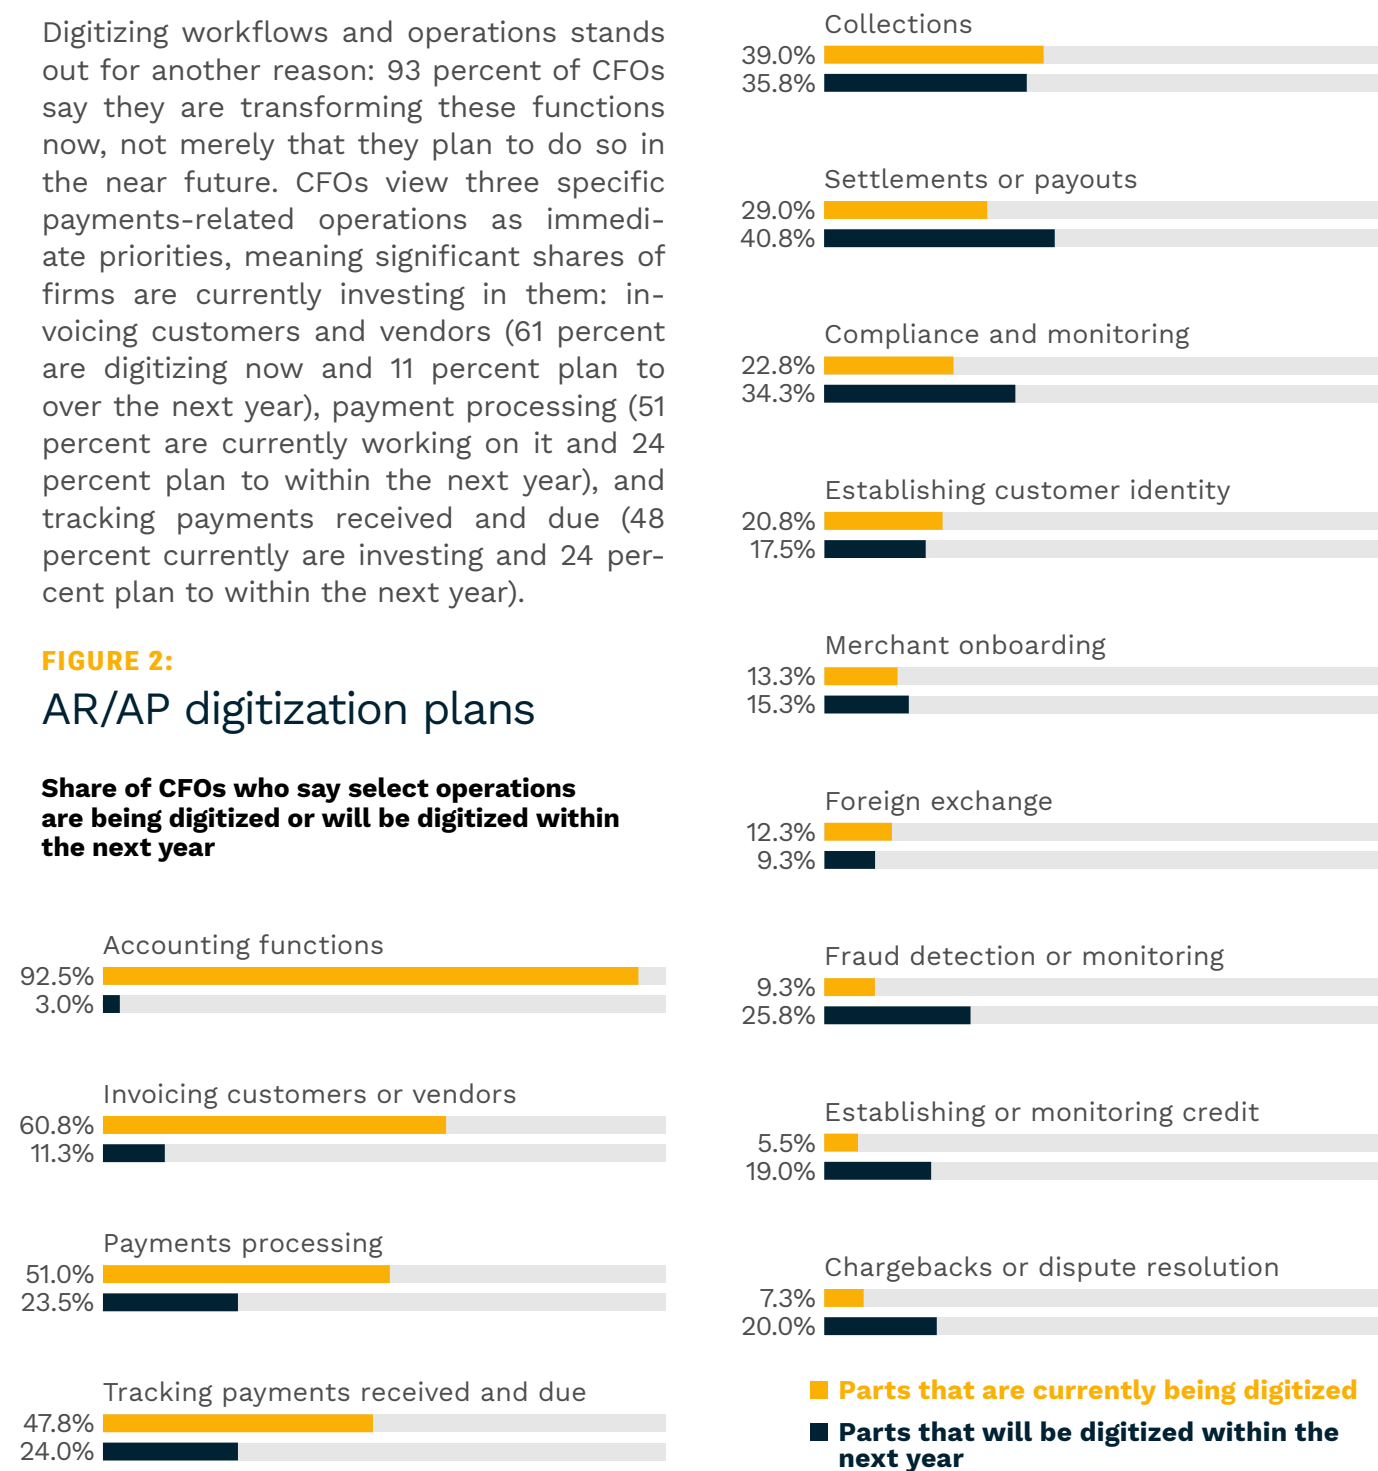 Digitizing workflows and operations stands
out for another reason: 93 percent of CFOs
say they are transforming these functions
now, not merely that they plan to do so in
the near future. CFOs view three specific
payments-related operations as immedi-
ate priorities, meaning significant shares of
firms are currently investing in them: in-
voicing customers and vendors (61 percent
are digitizing now and 11 percent plan to
over the next year), payment processing (51
percent are currently working on it and 24
percent plan to within the next year), and
tracking payments received and due (48
percent currently are investing and 24 per-
cent plan to within the next year).
FIGURE 2:
AR/AP digitization plans
Share of CFOs who say select operations
are being digitized or will be digitized within
the next year
Accounting functions
92.5%
3.0%
Invoicing customers or vendors
60.8%
11.3%
Payments processing
51.0%
23.5%
Tracking payments received and due
47.8%
24.0%
Collections
39.0%
35.8%
Settlements or payouts
29.0%
40.8%
Compliance and monitoring
22.8%
34.3%
Establishing customer identity
20.8%
17.5%
Merchant onboarding
13.3%
15.3%
Foreign exchange
12.3%
9.3%
Fraud detection or monitoring
9.3%
25.8%
Establishing or monitoring credit
5.5%
19.0%
Chargebacks or dispute resolution
7.3%
20.0%
Parts that are currently being digitized
Parts that will be digitized within the
next year